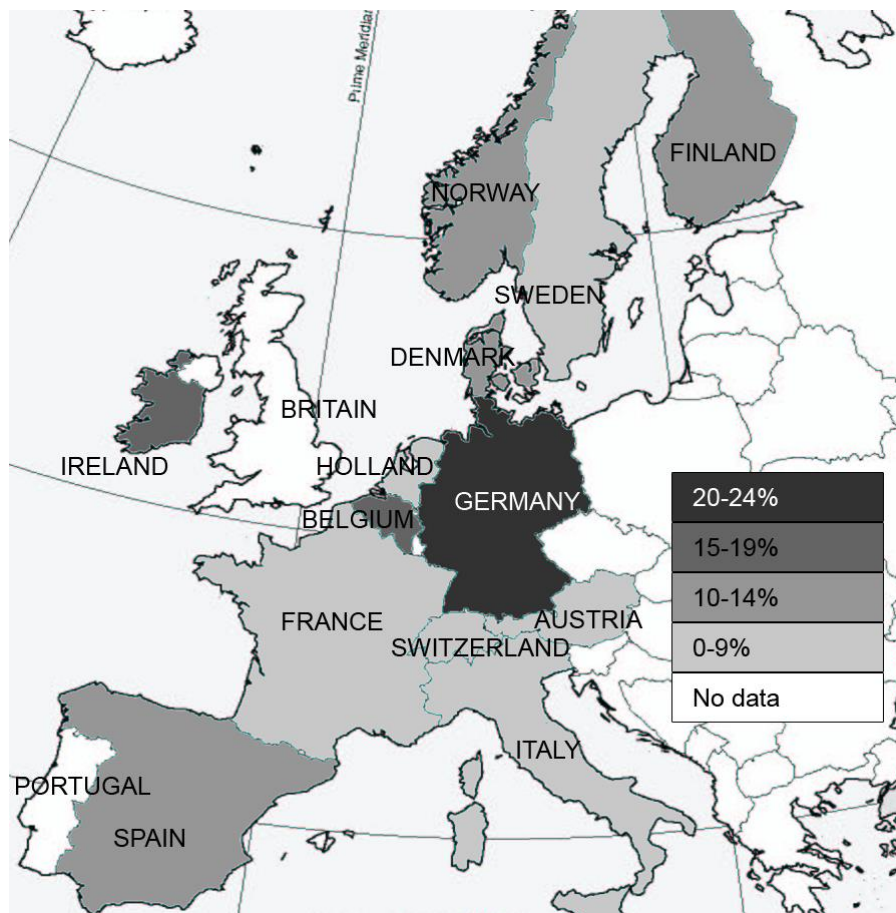 Prime Meridian
FINLAND
NORWAY
SWEDEN
DENMARK
BRITAIN
IRELAND
HOLLAND
GERMANY
BELGIUM
20-24%
15-19%
10-14%
0-9%
No data
FRANCE
AUSTRIA
SWITZERLAND
ITALY
PORTUGAL
SPAIN